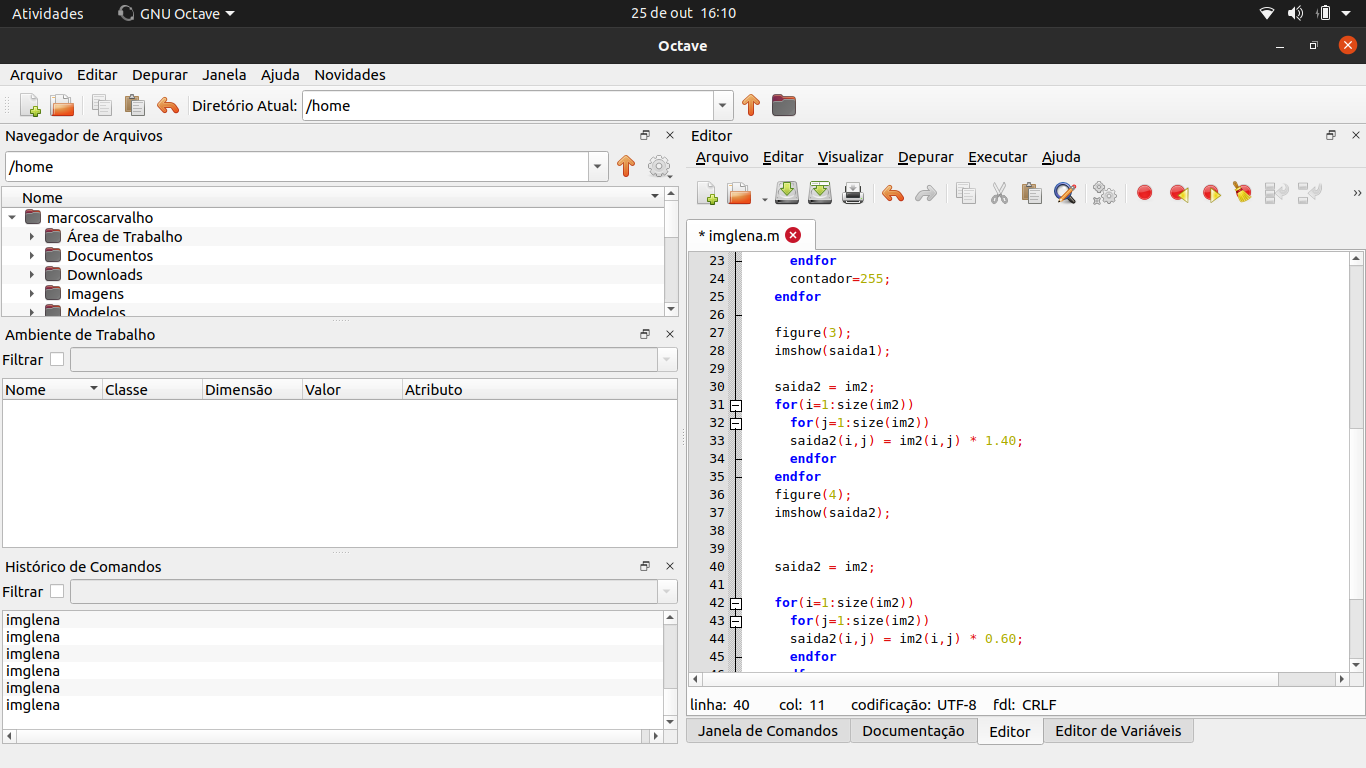 Atividades GNU Octave 25 de out 16:10
Octave
Arquivo Editar Depurar Janela Ajuda Novidades
Diretório Atual: /home
Navegador de Arquivos
/home
Nome
marcoscarvalho
Área de Trabalho
Documentos
Downloads
Imagens
Modelos
Ambiente de Trabalho
Filtrar
Nome Classe Dimensão Valor Atributo
Histórico de Comandos
Filtrar
imglena
imglena
imglena
imglena
imglena
imglena
Editor
Arquivo Editar Visualizar Depurar Executar Ajuda
»
* imglena.m
23 endfor
24 contador=255;
25 endfor
26
27 figure(3);
28 imshow(saida1);
29
30 saida2 = im2;
31 for(i=1:size(im2))
32 for(j=1:size(im2))
33 saida2(i,j) = im2(i,j) * 1.40;
34 endfor
35 endfor
36 figure(4);
37 imshow(saida2);
38
39
40 saida2 = im2;
41
42 for(i=1:size(im2))
43 for(j=1:size(im2))
44 saida2(i,j) = im2(i,j) * 0.60;
45 endfor
linha: 40 col: 11 codificação: UTF-8 fdl: CRLF
Janela de Comandos Documentação Editor Editor de Variáveis